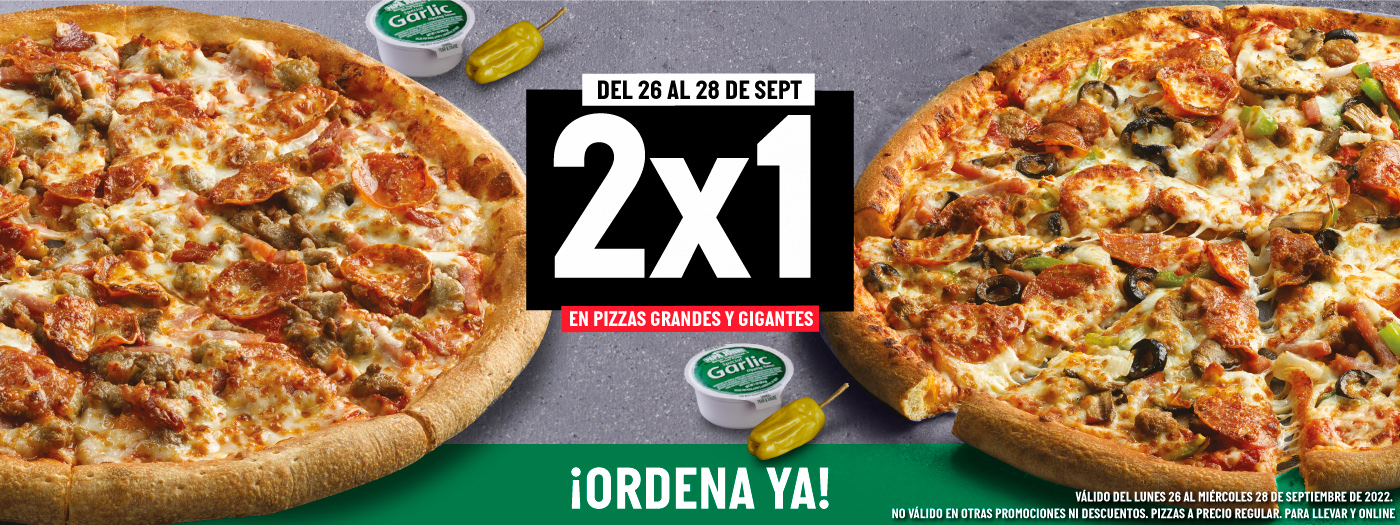 Garlic
DEL 26 AL 28 DE SEPT
2x1
EN PIZZAS GRANDES Y GIGANTES
Garlic
¡ORDENA YA!
VÁLIDO DEL LUNES 26 AL MIÉRCOLES 28 DE SEPTIEMBRE DE 2022.
NO VÁLIDO EN OTRAS PROMOCIONES NI DESCUENTOS. PIZZAS A PRECIO REGULAR. PARA LLEVAR Y ONLINE